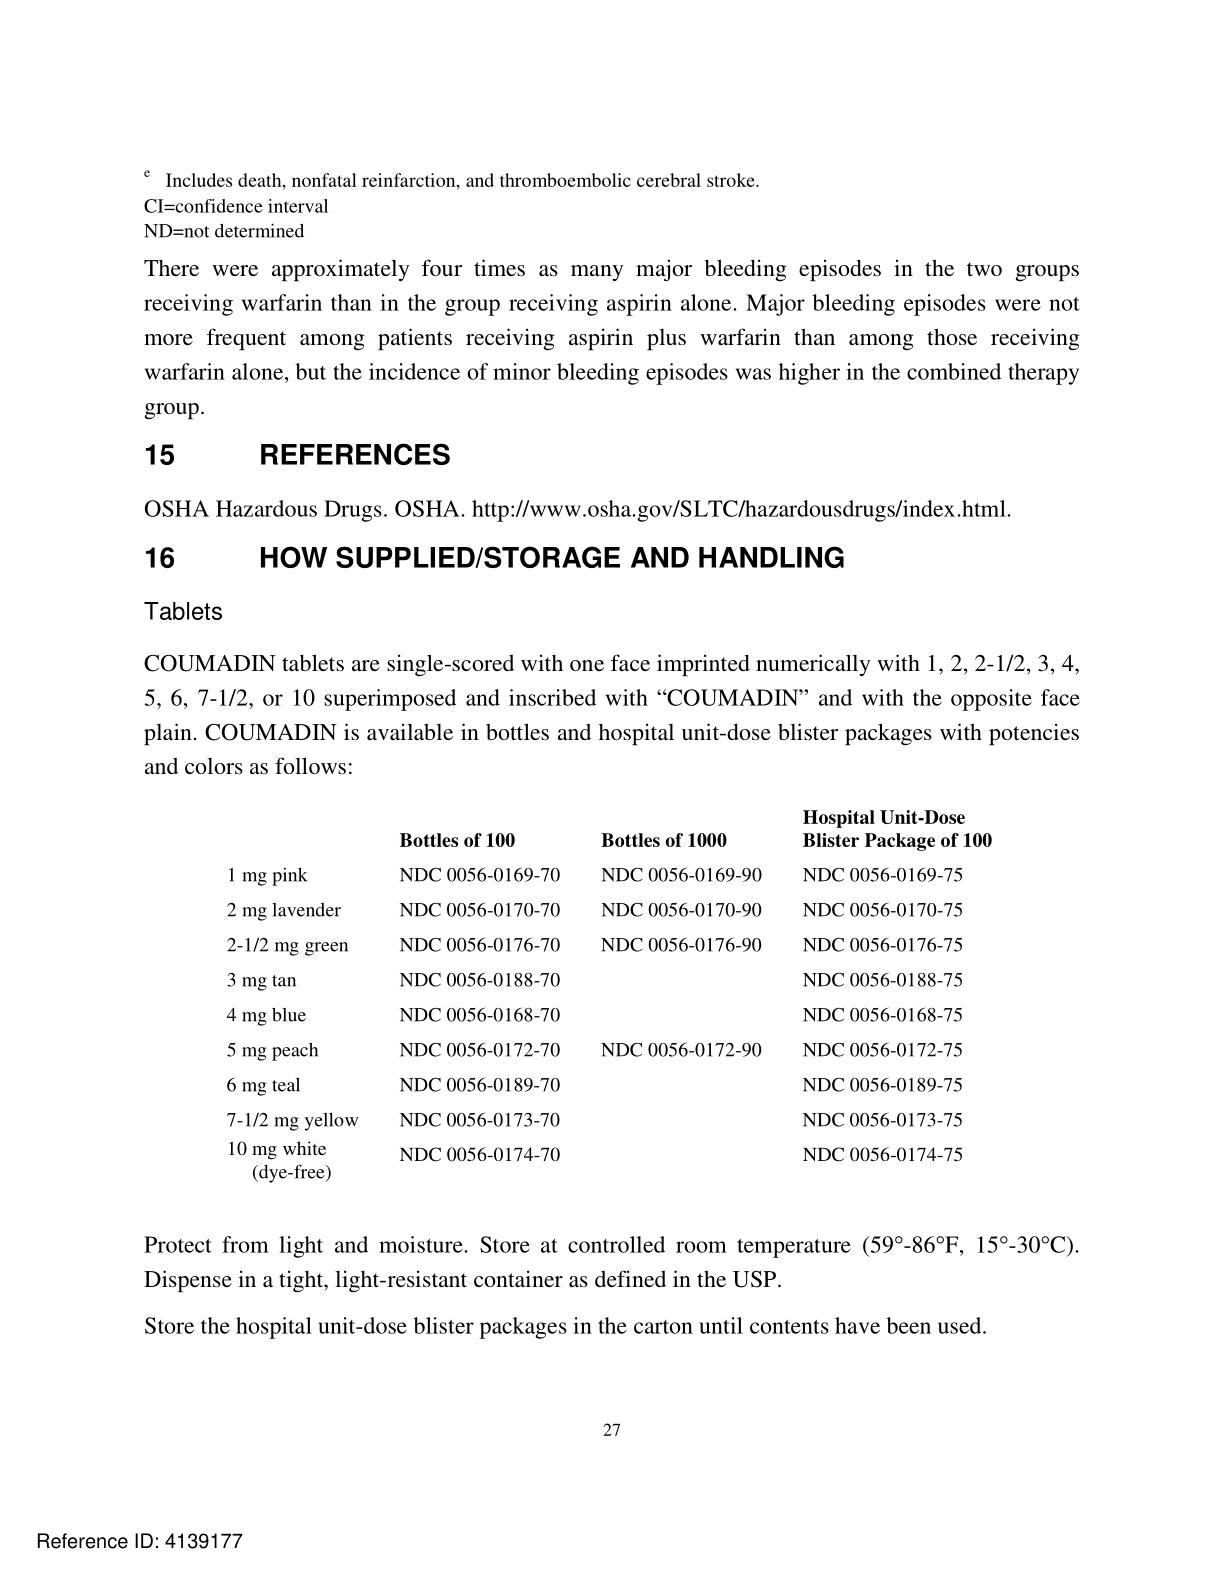 e Includes death, nonfatal reinfarction, and thromboembolic cerebral stroke.
CI=confidence interval
ND=not determined
There were approximately four times as many major bleeding episodes in the two groups
receiving warfarin than in the group receiving aspirin alone. Major bleeding episodes were not
more frequent among patients receiving aspirin plus warfarin than among those receiving
warfarin alone, but the incidence of minor bleeding episodes was higher in the combined therapy
group.
15 REFERENCES
OSHA Hazardous Drugs. OSHA. http://www.osha.gov/SLTC/hazardousdrugs/index.html.
16 HOW SUPPLIED/STORAGE AND HANDLING
Tablets
COUMADIN tablets are single-scored with one face imprinted numerically with 1, 2, 2-1/2, 3, 4,
5, 6, 7-1/2, or 10 superimposed and inscribed with “COUMADIN” and with the opposite face
plain. COUMADIN is available in bottles and hospital unit-dose blister packages with potencies
and colors as follows:
Hospital Unit-Dose
Bottles of 100 Bottles of 1000 Blister Package of 100
1 mg pink NDC 0056-0169-70 NDC 0056-0169-90 NDC 0056-0169-75
2 mg lavender NDC 0056-0170-70 NDC 0056-0170-90 NDC 0056-0170-75
2-1/2 mg green NDC 0056-0176-70 NDC 0056-0176-90 NDC 0056-0176-75
3 mg tan NDC 0056-0188-70 NDC 0056-0188-75
4 mg blue NDC 0056-0168-70 NDC 0056-0168-75
5 mg peach NDC 0056-0172-70 NDC 0056-0172-90 NDC 0056-0172-75
6 mg teal NDC 0056-0189-70 NDC 0056-0189-75
7-1/2 mg yellow NDC 0056-0173-70 NDC 0056-0173-75
10 mg white NDC 0056-0174-70 NDC 0056-0174-75
(dye-free)
Protect from light and moisture. Store at controlled room temperature (59°-86°F, 15°-30°C).
Dispense in a tight, light-resistant container as defined in the USP.
Store the hospital unit-dose blister packages in the carton until contents have been used.
27
Reference ID: 4139177